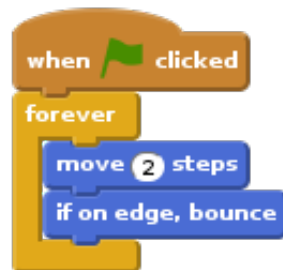 when clicked
forever
move 2 steps
if on edge, bounce